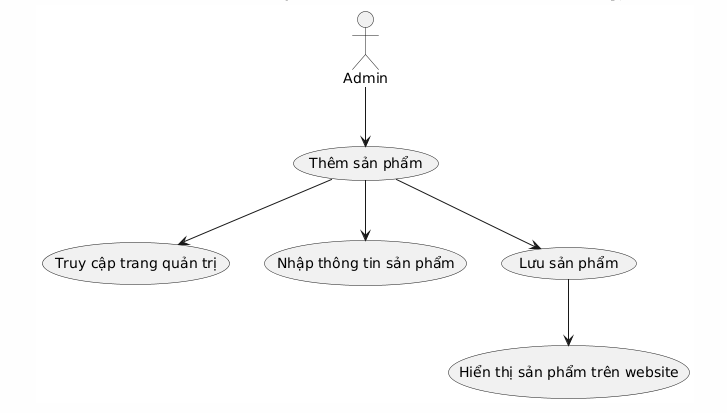 Admin
Thêm sản phẩm
Truy cập trang quản trị
Nhập thông tin sản phẩm
Lưu sản phẩm
Hiển thị sản phẩm trên website